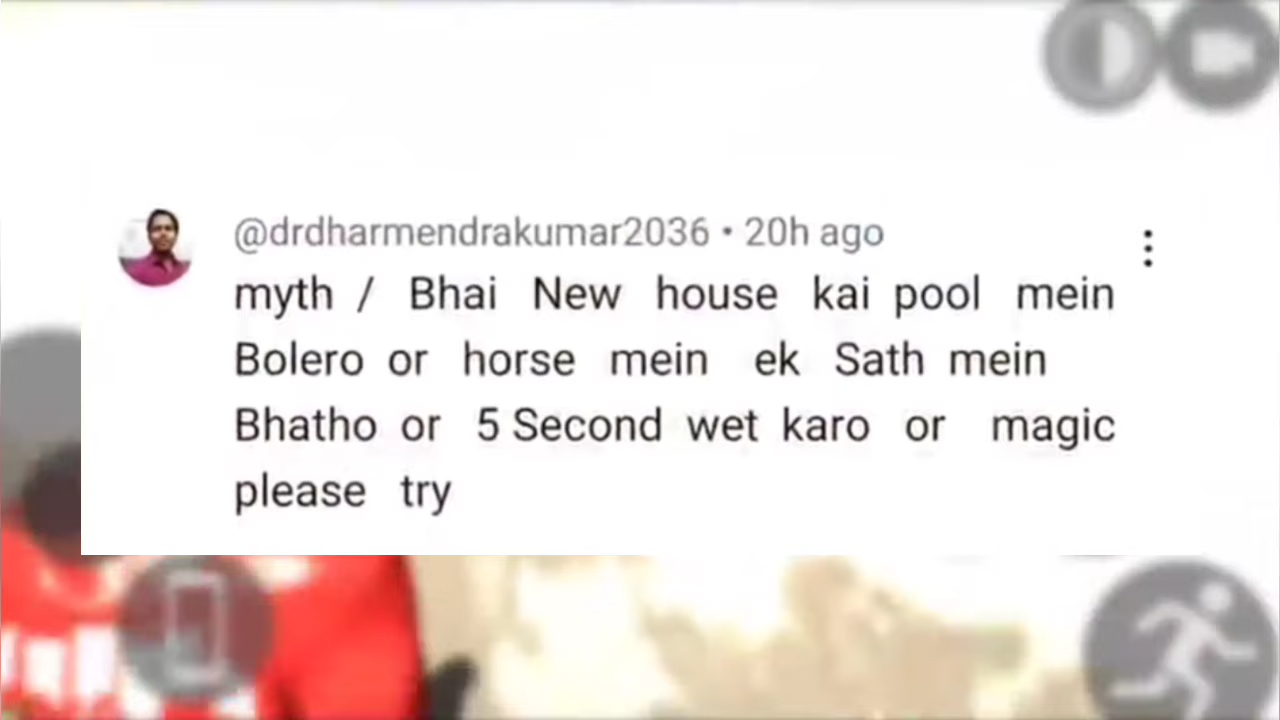 @drdharmendrakumar2036 • 20h ago
myth / Bhai New house kai pool mein
Bolero or horse mein ek Sath mein
Bhatho or 5 Second wet karo or magic
please try